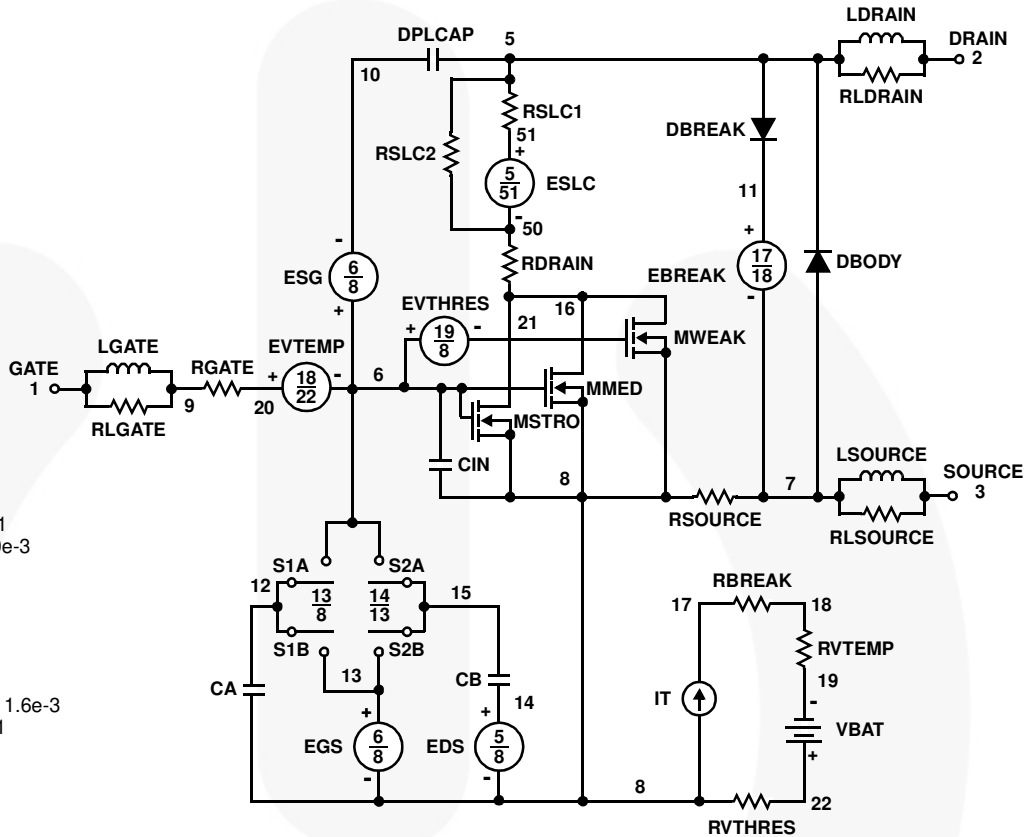 LDRAIN
DPLCAP 5 DRAIN
10 2
RSLC1 RLDRAIN
51 DBREAK
RSLC2 +
5
51 ESLC
11
-
50
- + 17
18 DBODY
RDRAIN
ESG 6
8 EBREAK
EVTHRES 16 -
+ + 19
8 - 21 MWEAK
LGATE EVTEMP
GATE RGATE + 18
22 - 6 MMED
1
9 20 MSTRO
RLGATE
CIN LSOURCE
8 7 SOURCE
3
RSOURCE
1
e-3 RLSOURCE
S1A S2A
12 13
8 14
13 15 RBREAK
17 18
S1B S2B RVTEMP
13 CB 19
CA 14 IT -
1.6e-3
1 + + VBAT
EGS 6
8 EDS 5
8 +
- - 8 22
RVTHRES